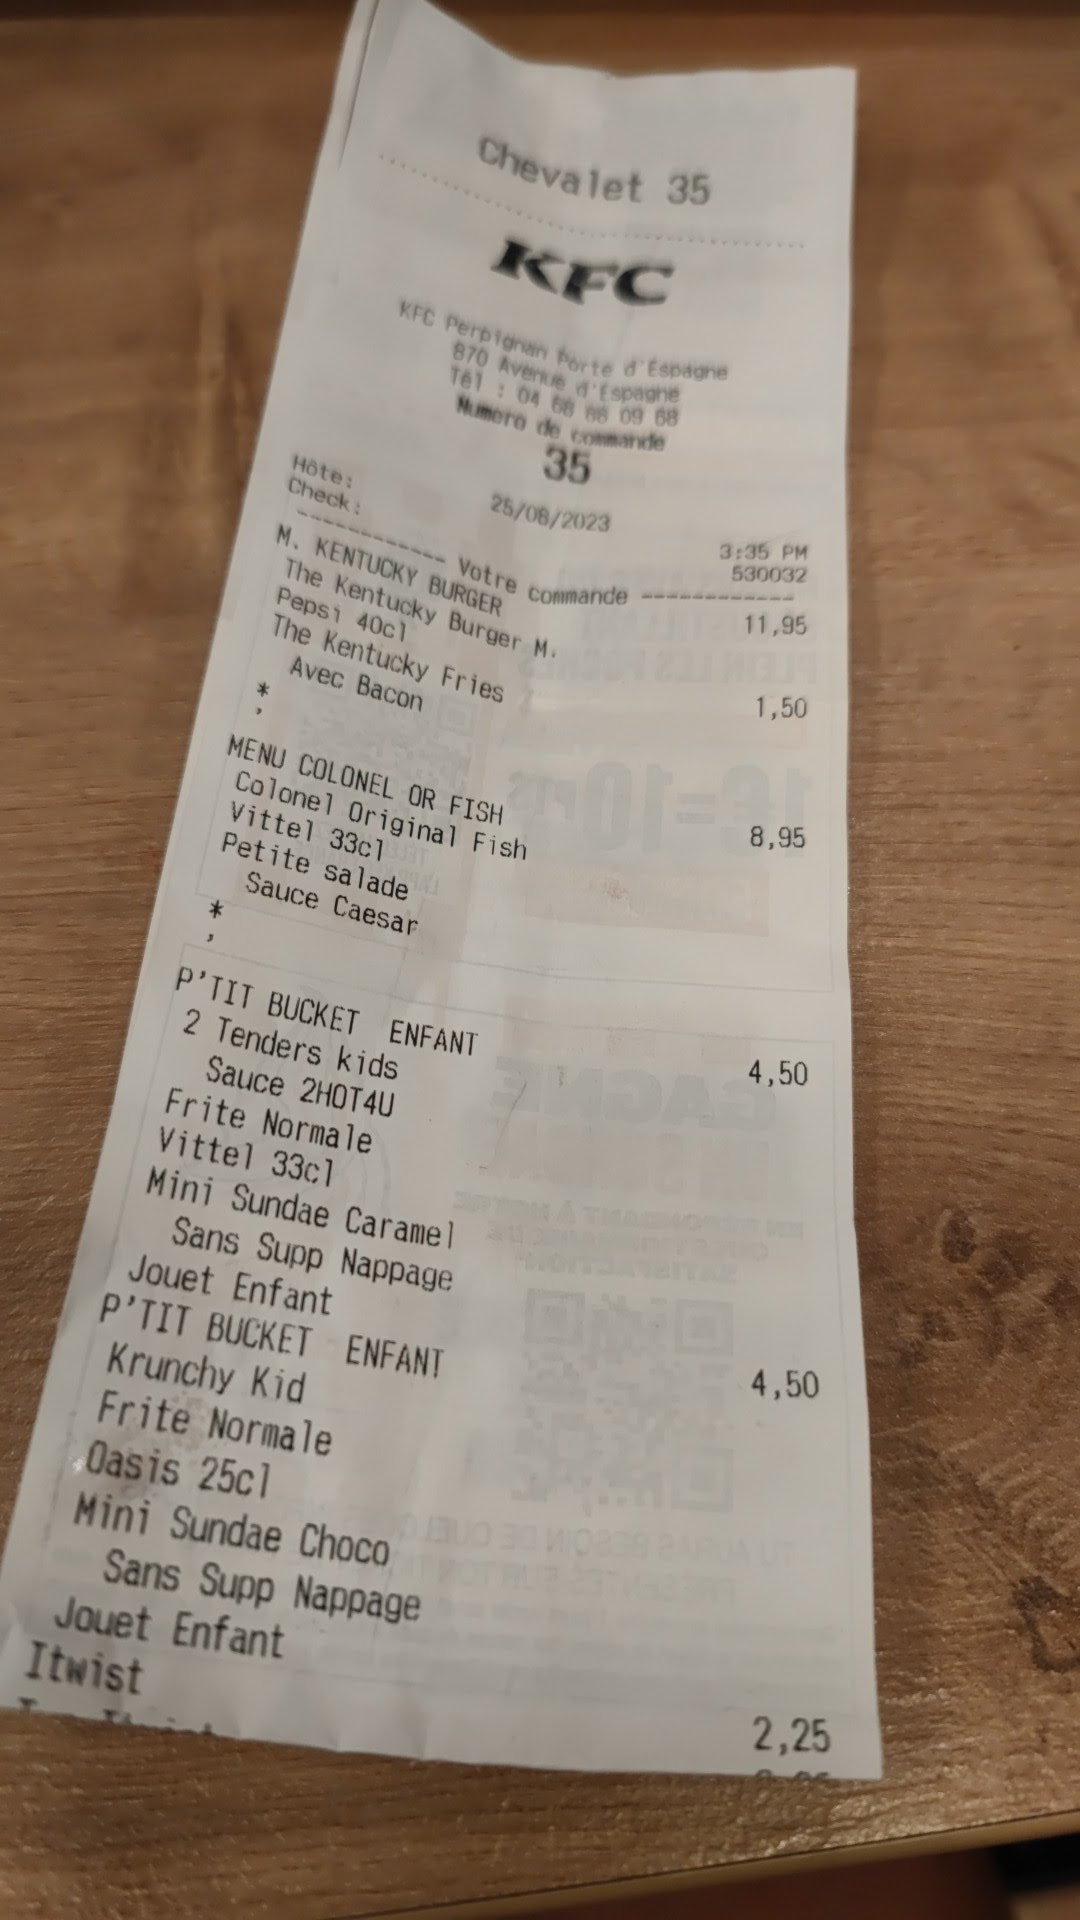 Chevalet 35
KFC
KFC Perpignan Porte d'Espagne
870 Avenue d'Espagne
Tél : 04 68 68 09 68
Numero de commande
35
Hôte: 25/08/2023 3:35 PM
Check: 530032
------------ Votre commande ------------
M. KENTUCKY BURGER 11,95
The Kentucky Burger M.
Pepsi 40cl
The Kentucky Fries 1,50
Avec Bacon
*
,
MENU COLONEL OR FISH 8,95
Colonel Original Fish
Vittel 33cl
Petite salade
Sauce Caesar
*
,
P'TIT BUCKET ENFANT 4,50
2 Tenders kids
Sauce 2HOT4U
Frite Normale
Vittel 33cl
Mini Sundae Caramel
Sans Supp Nappage
Jouet Enfant
P'TIT BUCKET ENFANT 4,50
Krunchy Kid
Frite Normale
Oasis 25cl
Mini Sundae Choco
Sans Supp Nappage
Jouet Enfant
Itwist 2,25